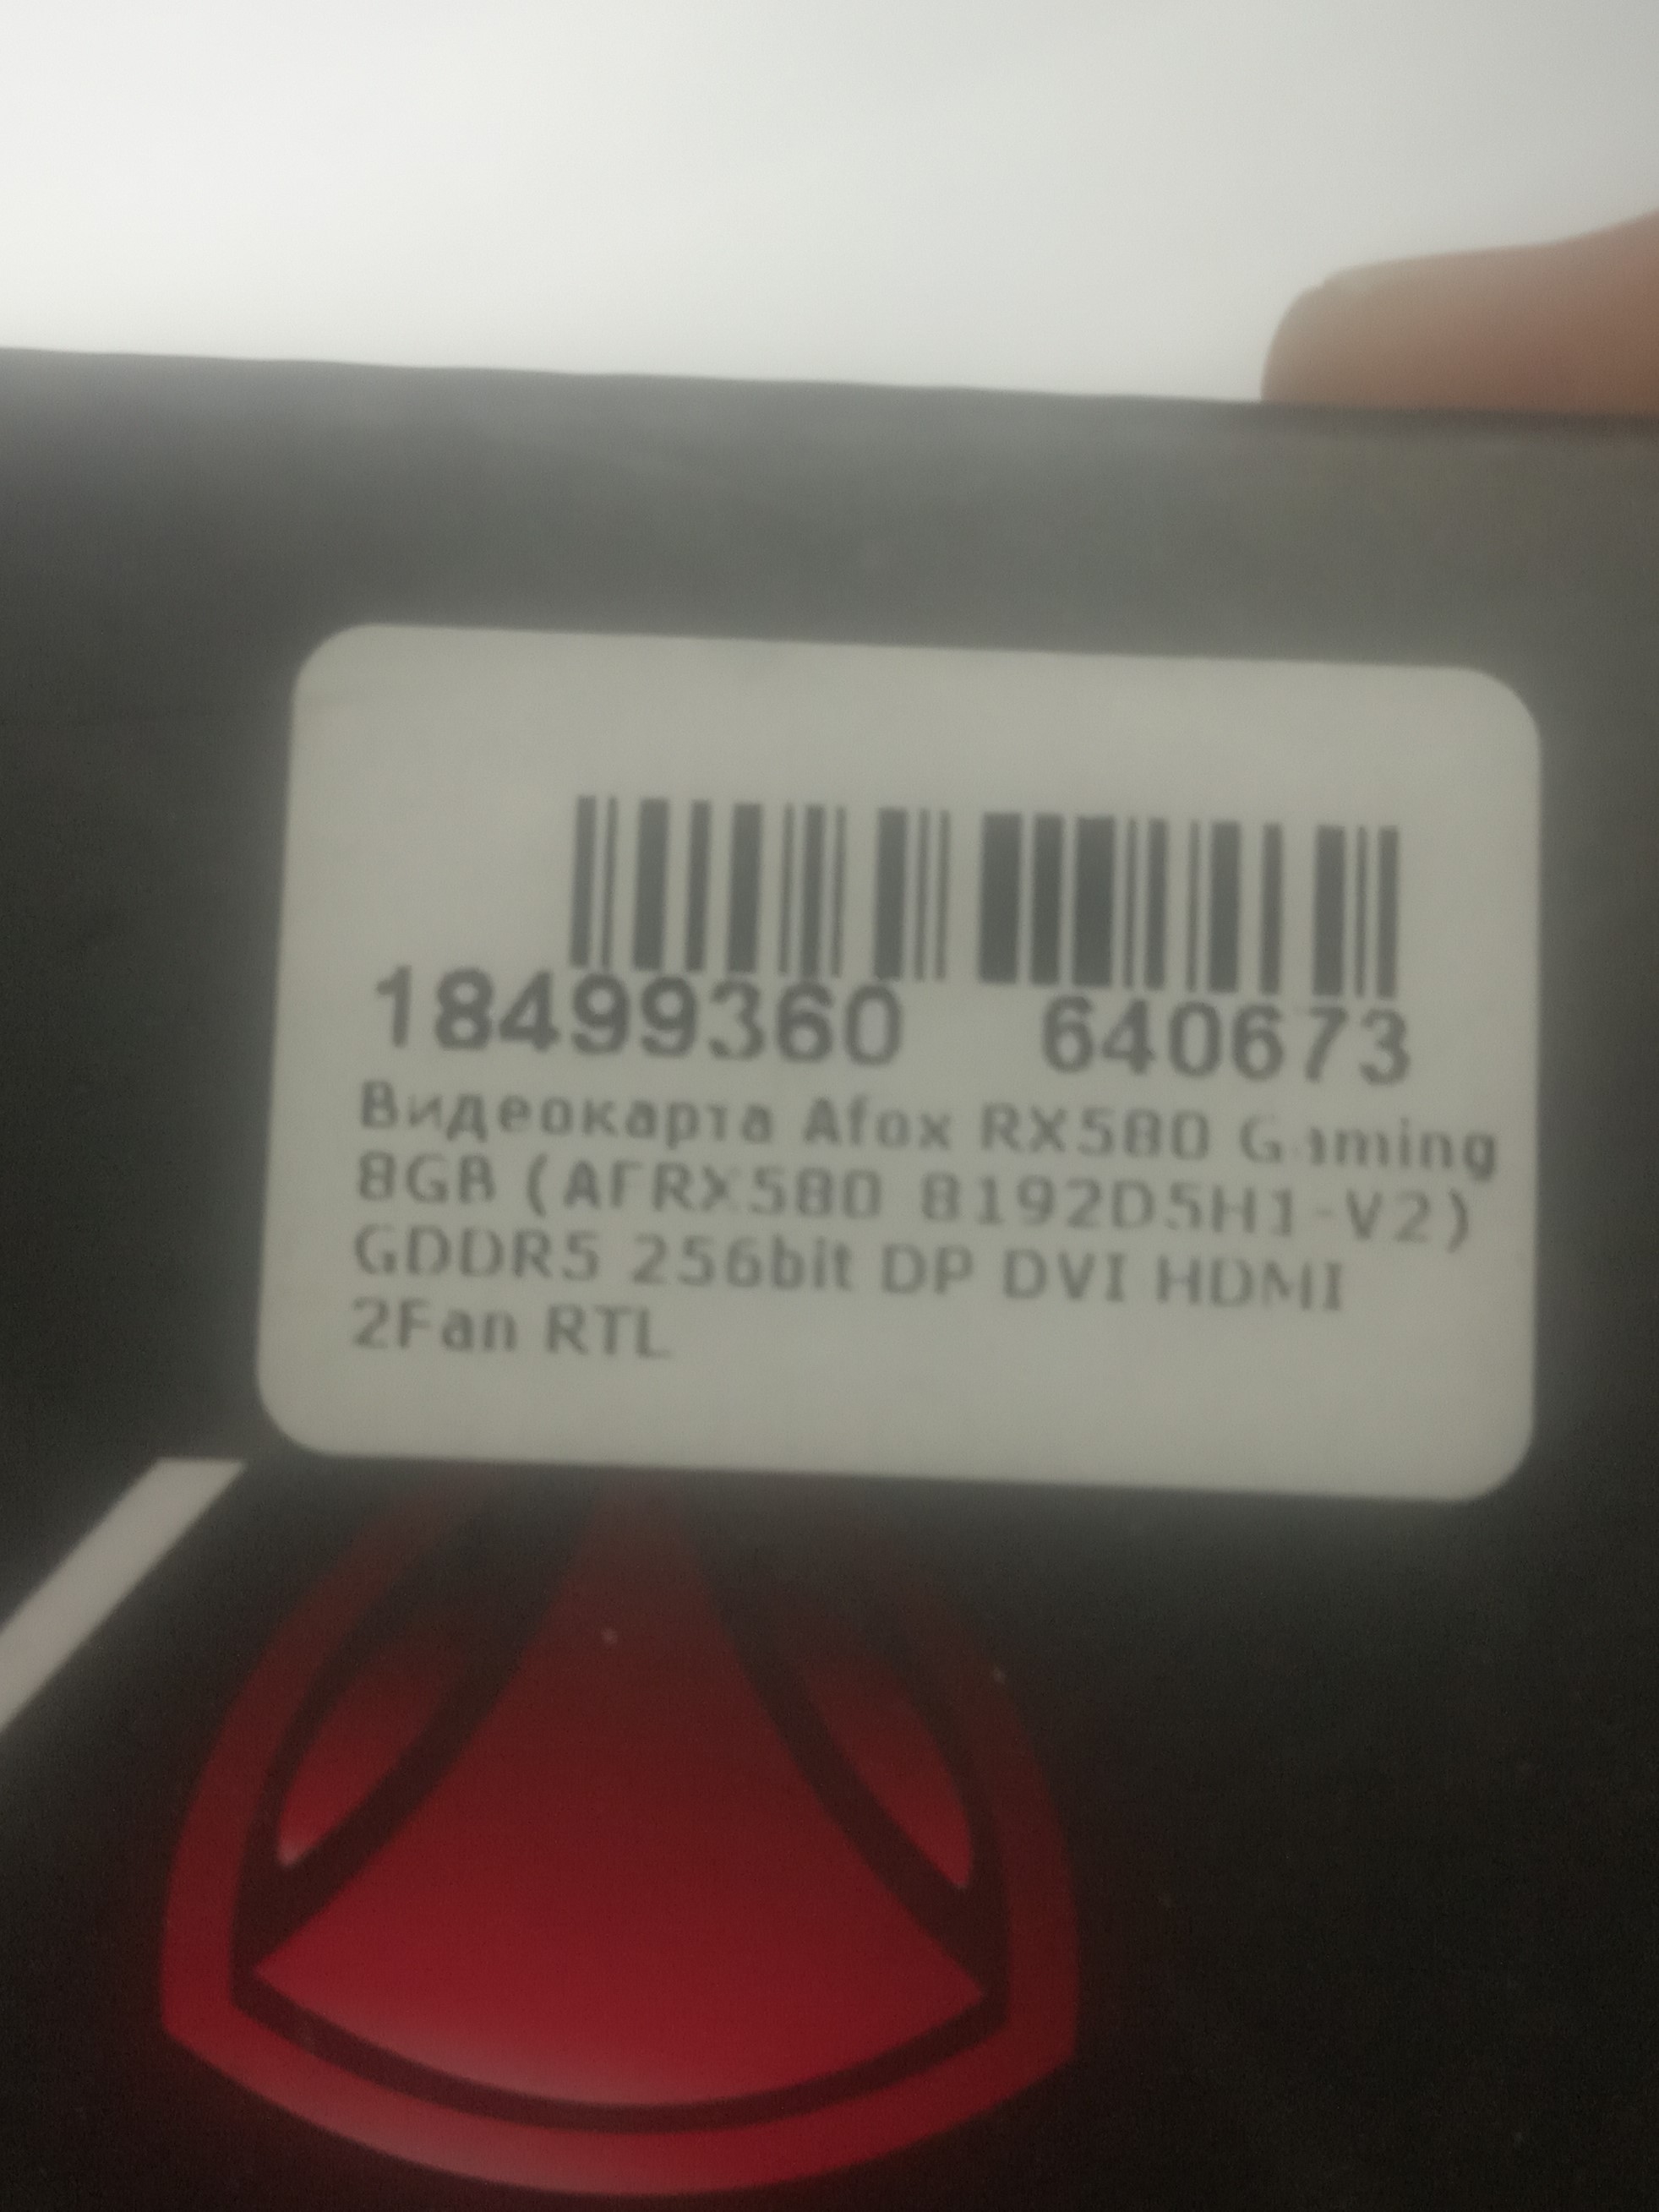 18499360 640673
Видеокарта Afox RX580 Gaming
8GB (AFRX580 8192D5H1-V2)
GDDR5 256bit DP DVI HDMI
2Fan RTL